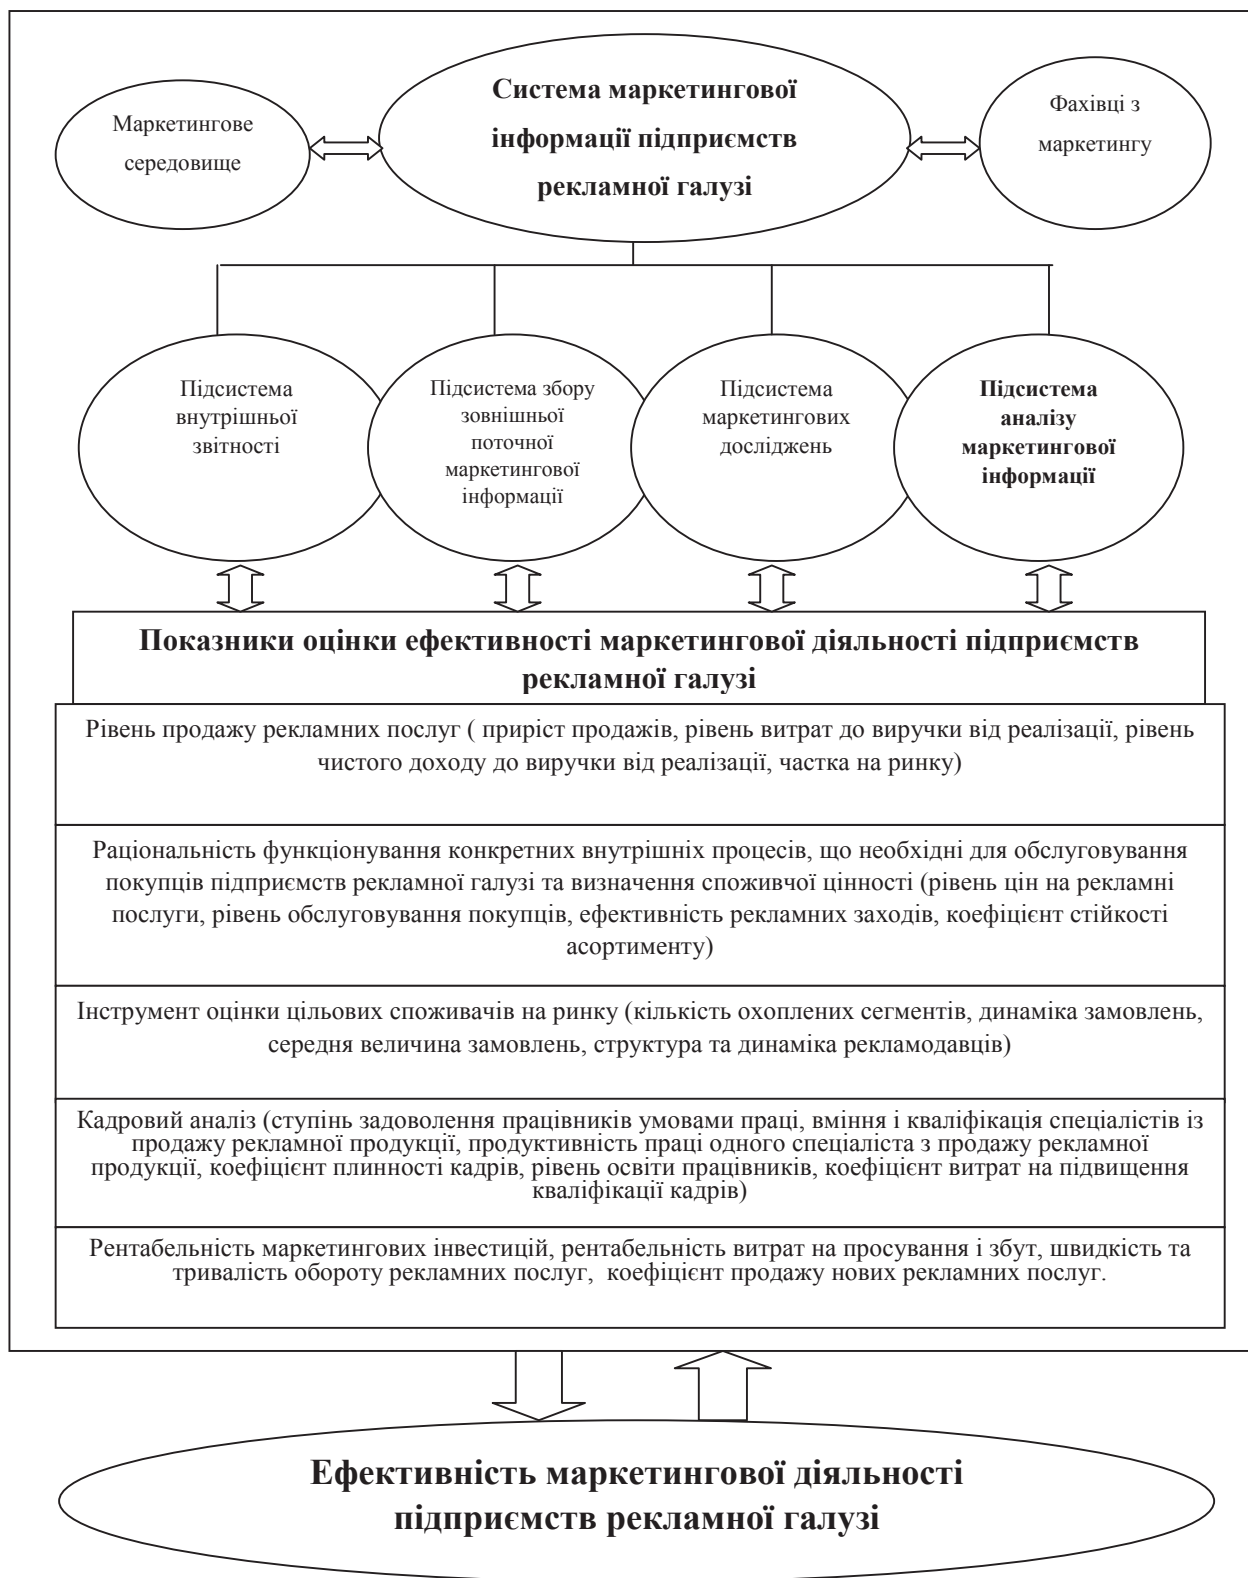 Система маркетингової
інформації підприємств
рекламної галузі
Маркетингове
середовище
Фахівці з
маркетингу
Підсистема
внутрішньої
звітності
Підсистема збору
зовнішньої
поточної
маркетингової
інформації
Підсистема
маркетингових
досліджень
Підсистема
аналізу
маркетингової
інформації
Показники оцінки ефективності маркетингової діяльності підприємств
рекламної галузі
Рівень продажу рекламних послуг ( приріст продажів, рівень витрат до виручки від реалізації, рівень
чистого доходу до виручки від реалізації, частка на ринку)
Раціональність функціонування конкретних внутрішніх процесів, що необхідні для обслуговування
покупців підприємств рекламної галузі та визначення споживчої цінності (рівень цін на рекламні
послуги, рівень обслуговування покупців, ефективність рекламних заходів, коефіцієнт стійкості
асортименту)
Інструмент оцінки цільових споживачів на ринку (кількість охоплених сегментів, динаміка замовлень,
середня величина замовлень, структура та динаміка рекламодавців)
Кадровий аналіз (ступінь задоволення працівників умовами праці, вміння і кваліфікація спеціалістів із
продажу рекламної продукції, продуктивність праці одного спеціаліста з продажу рекламної
продукції, коефіцієнт плинності кадрів, рівень освіти працівників, коефіцієнт витрат на підвищення
кваліфікації кадрів)
Рентабельність маркетингових інвестицій, рентабельність витрат на просування і збут, швидкість та
тривалість обороту рекламних послуг,  коефіцієнт продажу нових рекламних послуг.
Ефективність маркетингової діяльності
підприємств рекламної галузі